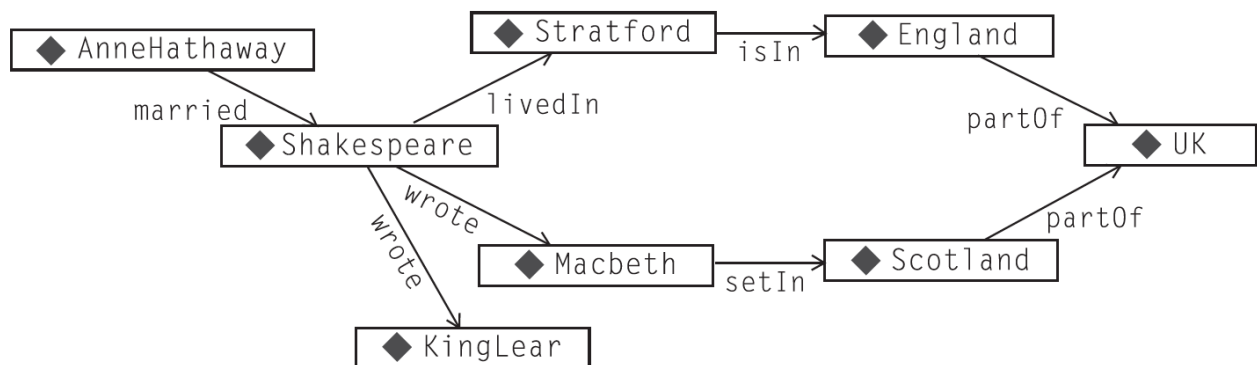 AnneHathaway
married
Shakespeare
livedIn
Stratford
isIn
England
partOf
UK
wrote
Macbeth
setIn
Scotland
partOf
wrote
KingLear